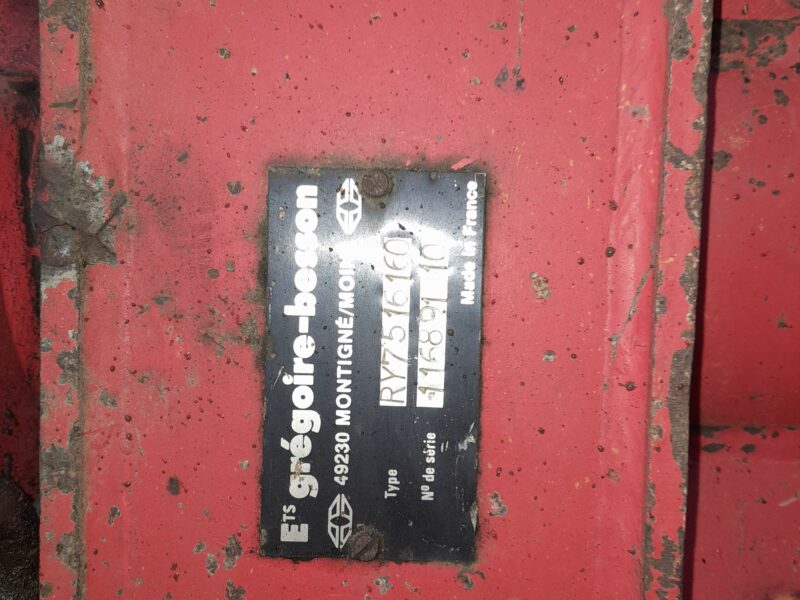 ETS grégoire-besson
49230 MONTIGNÉ/MOINE
Type RY7516160
Nº de série 116891 10
Made in France